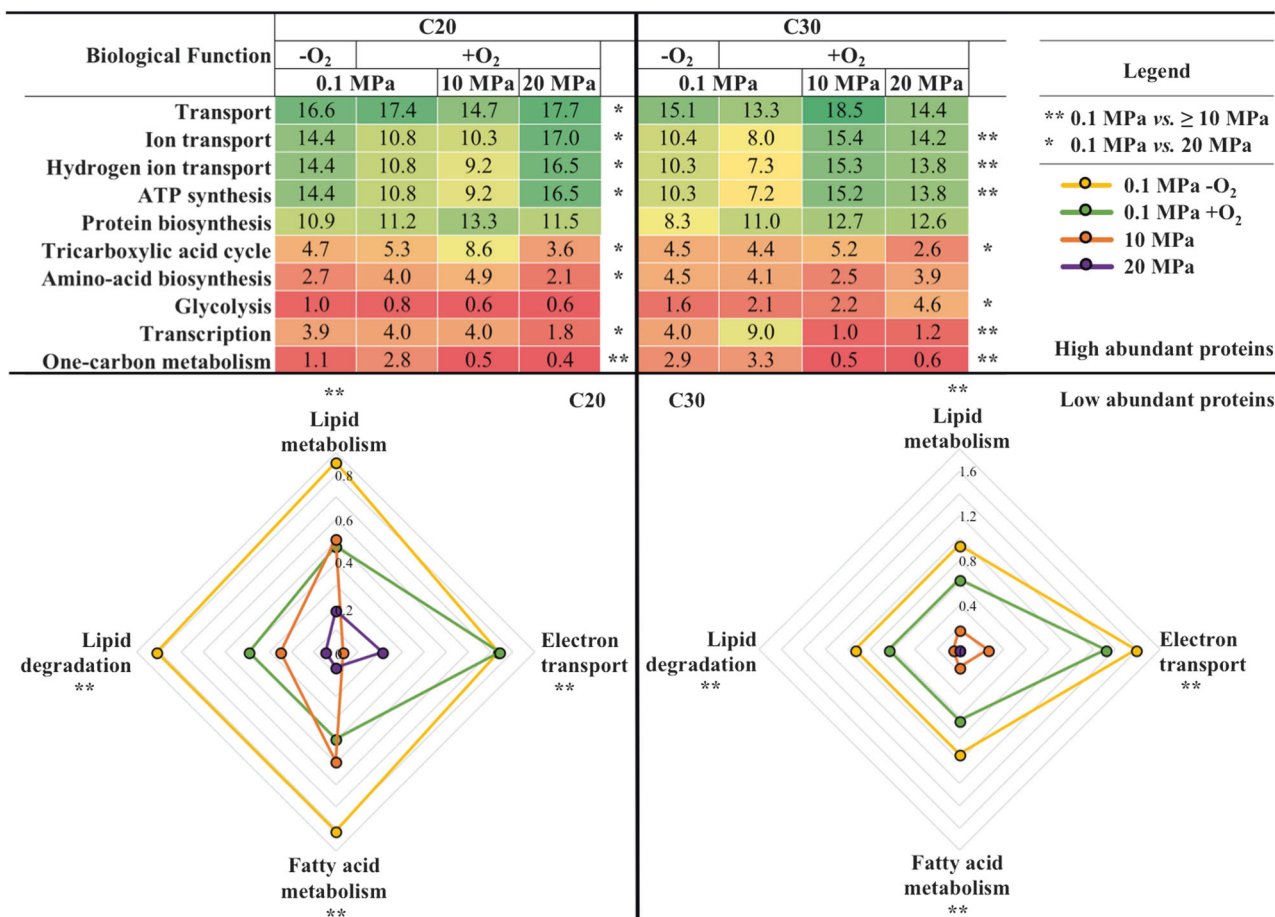 C20 C30
Biological Function -O₂ +O₂ -O₂ +O₂ Legend
0.1 MPa 10 MPa 20 MPa 0.1 MPa 10 MPa 20 MPa
Transport 16.6 17.4 14.7 17.7 * 15.1 13.3 18.5 14.4
Ion transport 14.4 10.8 10.3 17.0 * 10.4 8.0 15.4 14.2 **
Hydrogen ion transport 14.4 10.8 9.2 16.5 * 10.3 7.3 15.3 13.8 **
ATP synthesis 14.4 10.8 9.2 16.5 * 10.3 7.2 15.2 13.8 **
Protein biosynthesis 10.9 11.2 13.3 11.5 8.3 11.0 12.7 12.6
Tricarboxylic acid cycle 4.7 5.3 8.6 3.6 * 4.5 4.4 5.2 2.6 *
Amino-acid biosynthesis 2.7 4.0 4.9 2.1 * 4.5 4.1 2.5 3.9
Glycolysis 1.0 0.8 0.6 0.6 1.6 2.1 2.2 4.6 *
Transcription 3.9 4.0 4.0 1.8 * 4.0 9.0 1.0 1.2 **
One-carbon metabolism 1.1 2.8 0.5 0.4 ** 2.9 3.3 0.5 0.6 **
** 0.1 MPa vs. ≥ 10 MPa
* 0.1 MPa vs. 20 MPa
0.1 MPa -O₂
0.1 MPa +O₂
10 MPa
20 MPa
High abundant proteins
Low abundant proteins
C20
**
Lipid
metabolism
0.8
0.6
0.4
0.2
0
Lipid
degradation
**
Electron
transport
**
Fatty acid
metabolism
**
C30
**
Lipid
metabolism
1.6
1.2
0.8
0.4
Lipid
degradation
**
Electron
transport
**
Fatty acid
metabolism
**